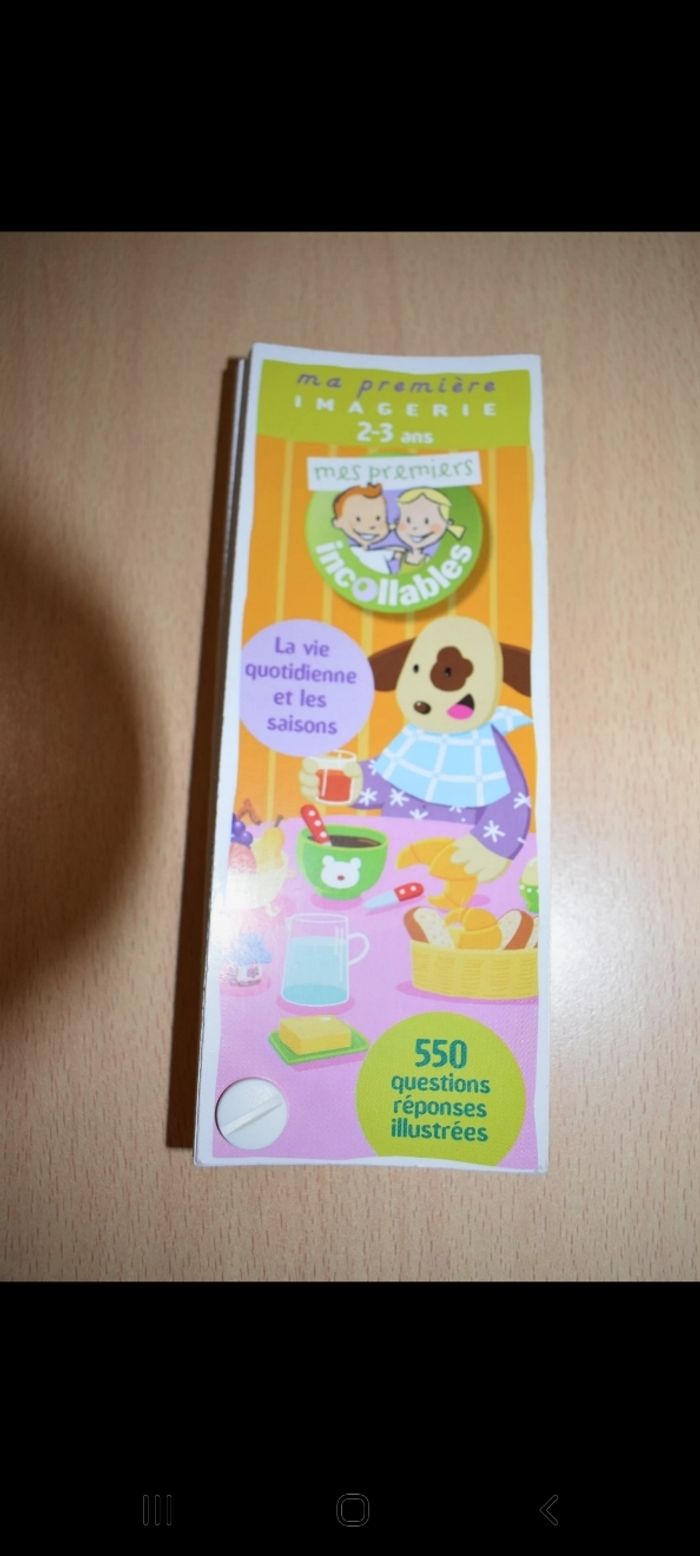 ma première
IMAGERIE
2-3 ans
mes premiers
incollables
La vie
quotidienne
et les
saisons
550
questions
réponses
illustrées